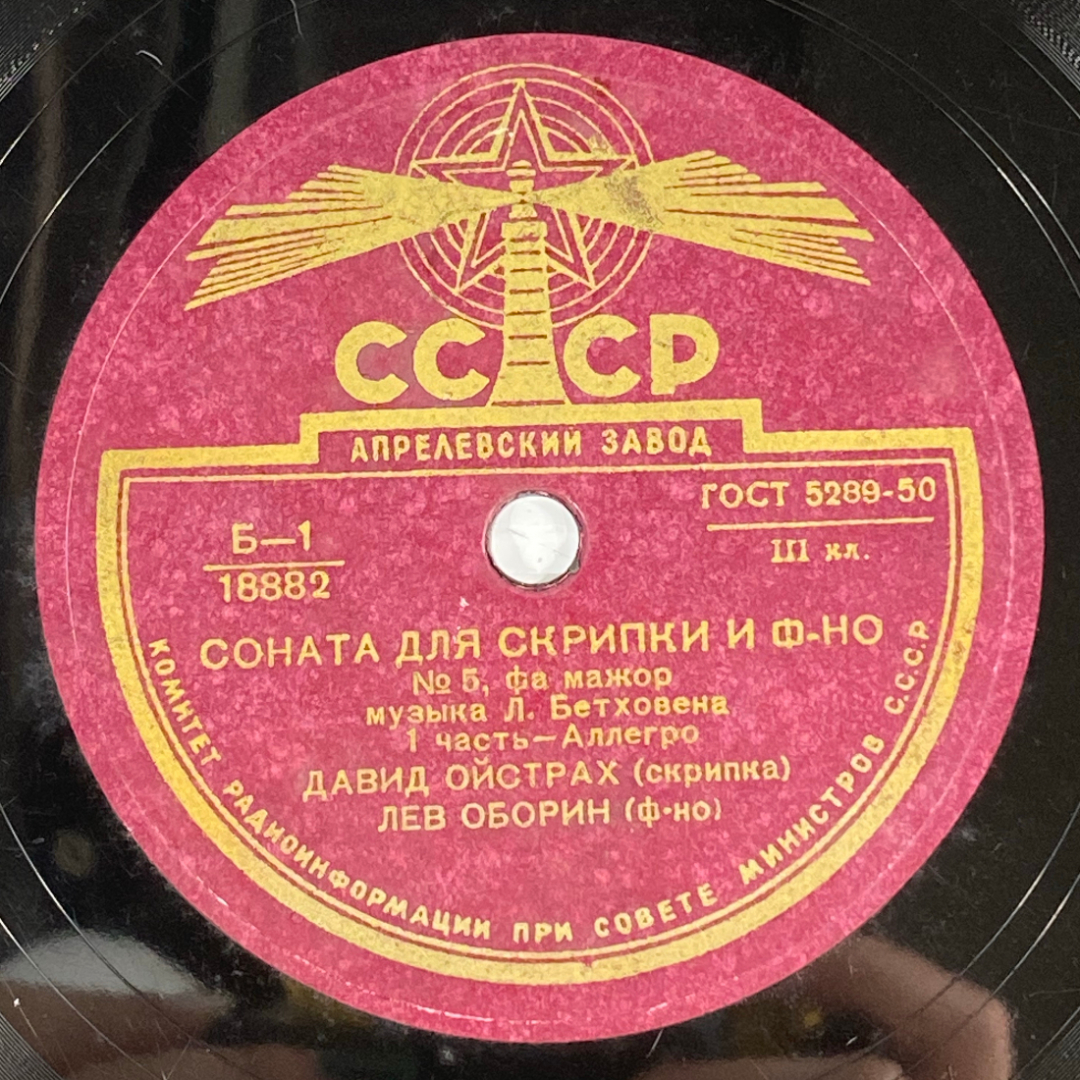 СССР
АПРЕЛЕВСКИЙ ЗАВОД
ГОСТ 5289-50
III кл.
Б—1
18882
СОНАТА ДЛЯ СКРИПКИ И Ф-НО
№ 5, фа мажор
музыка Л. Бетховена
1 часть—Аллегро
ДАВИД ОЙСТРАХ (скрипка)
ЛЕВ ОБОРИН (ф-но)
КОМИТЕТ РАДИОИНФОРМАЦИИ ПРИ СОВЕТЕ МИНИСТРОВ С.С.С.Р.